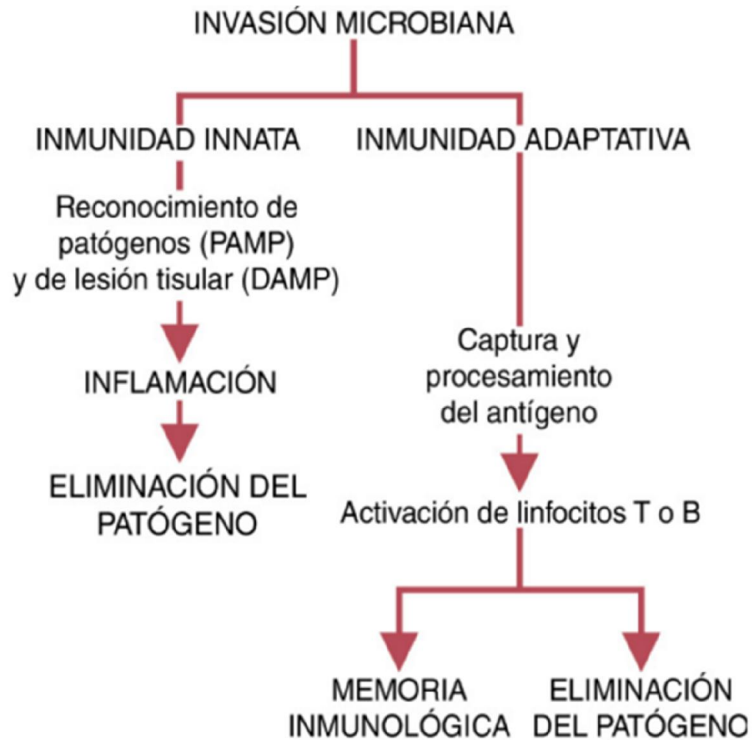 INVASIÓN MICROBIANA
INMUNIDAD INNATA
INMUNIDAD ADAPTATIVA
Reconocimiento de
patógenos (PAMP)
y de lesión tisular (DAMP)
INFLAMACIÓN
ELIMINACIÓN DEL
PATÓGENO
Captura y
procesamiento
del antígeno
Activación de linfocitos T o B
MEMORIA
INMUNOLÓGICA
ELIMINACIÓN
DEL PATÓGENO